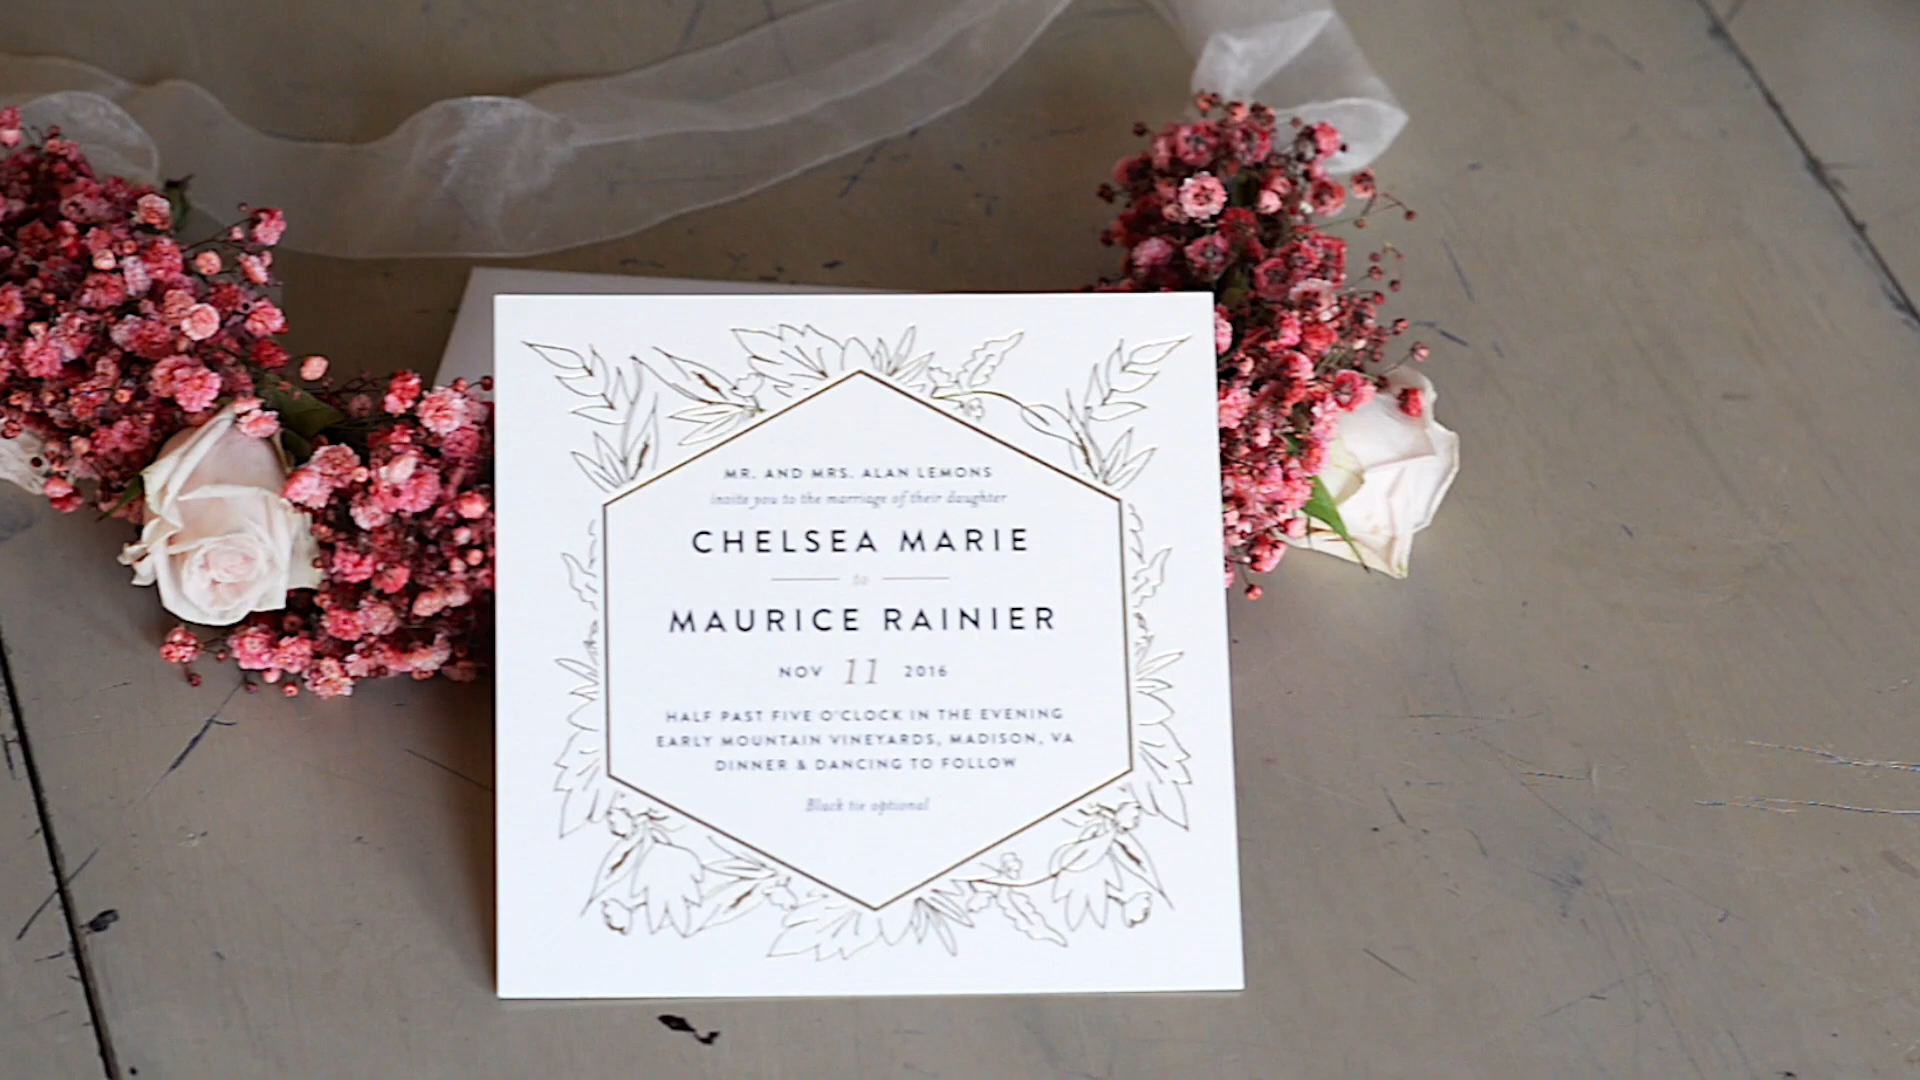 MR. AND MRS. ALAN LEMONS
invite you to the marriage of their daughter
CHELSEA MARIE
to
MAURICE RAINIER
NOV 11 2016
HALF PAST FIVE O'CLOCK IN THE EVENING
EARLY MOUNTAIN VINEYARDS, MADISON, VA
DINNER & DANCING TO FOLLOW
Black tie optional